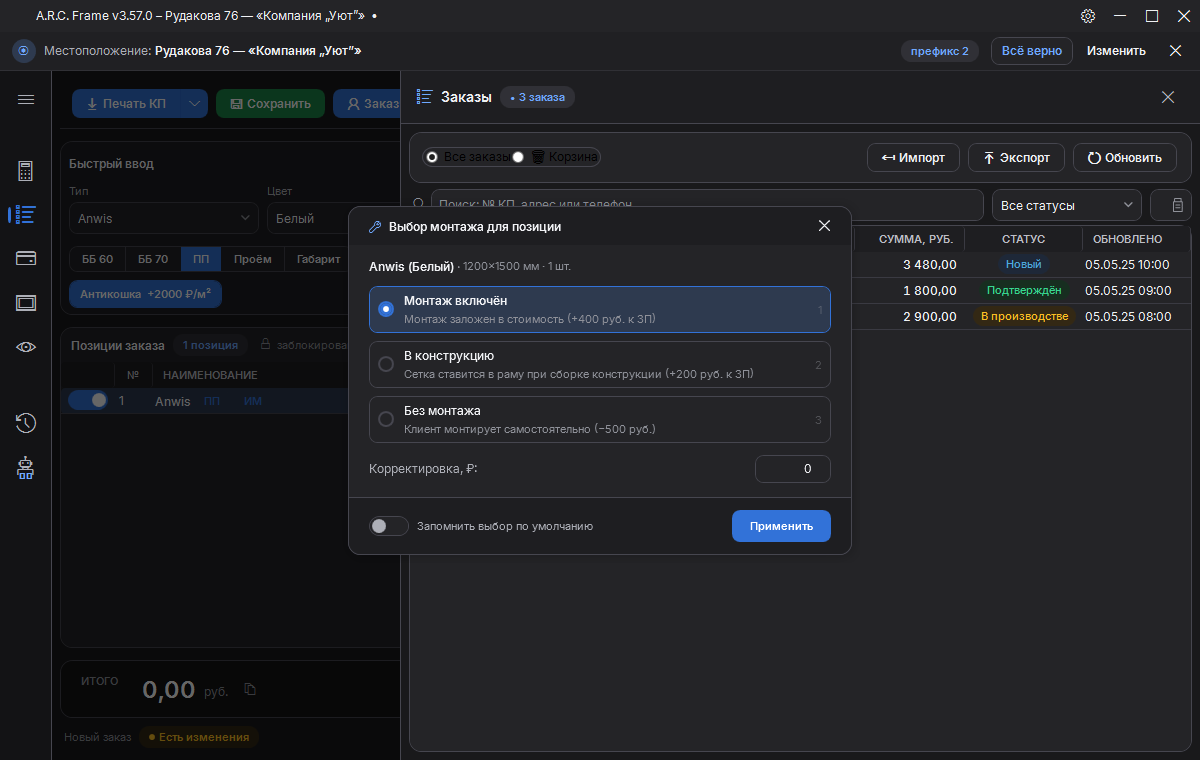 A.R.C. Frame v3.57.0 – Рудакова 76 — «Компания „Уют”» •
Местоположение: Рудакова 76 — «Компания „Уют”»
префикс 2
Всё верно
Изменить
Печать КП
Сохранить
Заказ
Заказы
• 3 заказа
Быстрый ввод
Все заказы
Корзина
Импорт
Экспорт
Обновить
Тип
Цвет
Anwis
Белый
Поиск: № КП, адрес или телефон
Все статусы
ББ 60
ББ 70
ПП
Проём
Габарит
Антикошка +2000 ₽/м²
СУММА, РУБ.
СТАТУС
ОБНОВЛЕНО
3 480,00
Новый
05.05.25 10:00
1 800,00
Подтверждён
05.05.25 09:00
2 900,00
В производстве
05.05.25 08:00
Выбор монтажа для позиции
Anwis (Белый) · 1200×1500 мм · 1 шт.
Монтаж включён
Монтаж заложен в стоимость (+400 руб. к ЗП)
1
В конструкцию
Сетка ставится в раму при сборке конструкции (+200 руб. к ЗП)
2
Без монтажа
Клиент монтирует самостоятельно (−500 руб.)
3
Корректировка, ₽:
0
Запомнить выбор по умолчанию
Применить
Позиции заказа
1 позиция
заблокирова
№
НАИМЕНОВАНИЕ
1
Anwis
ПП
ИМ
ИТОГО
0,00 руб.
Новый заказ
• Есть изменения